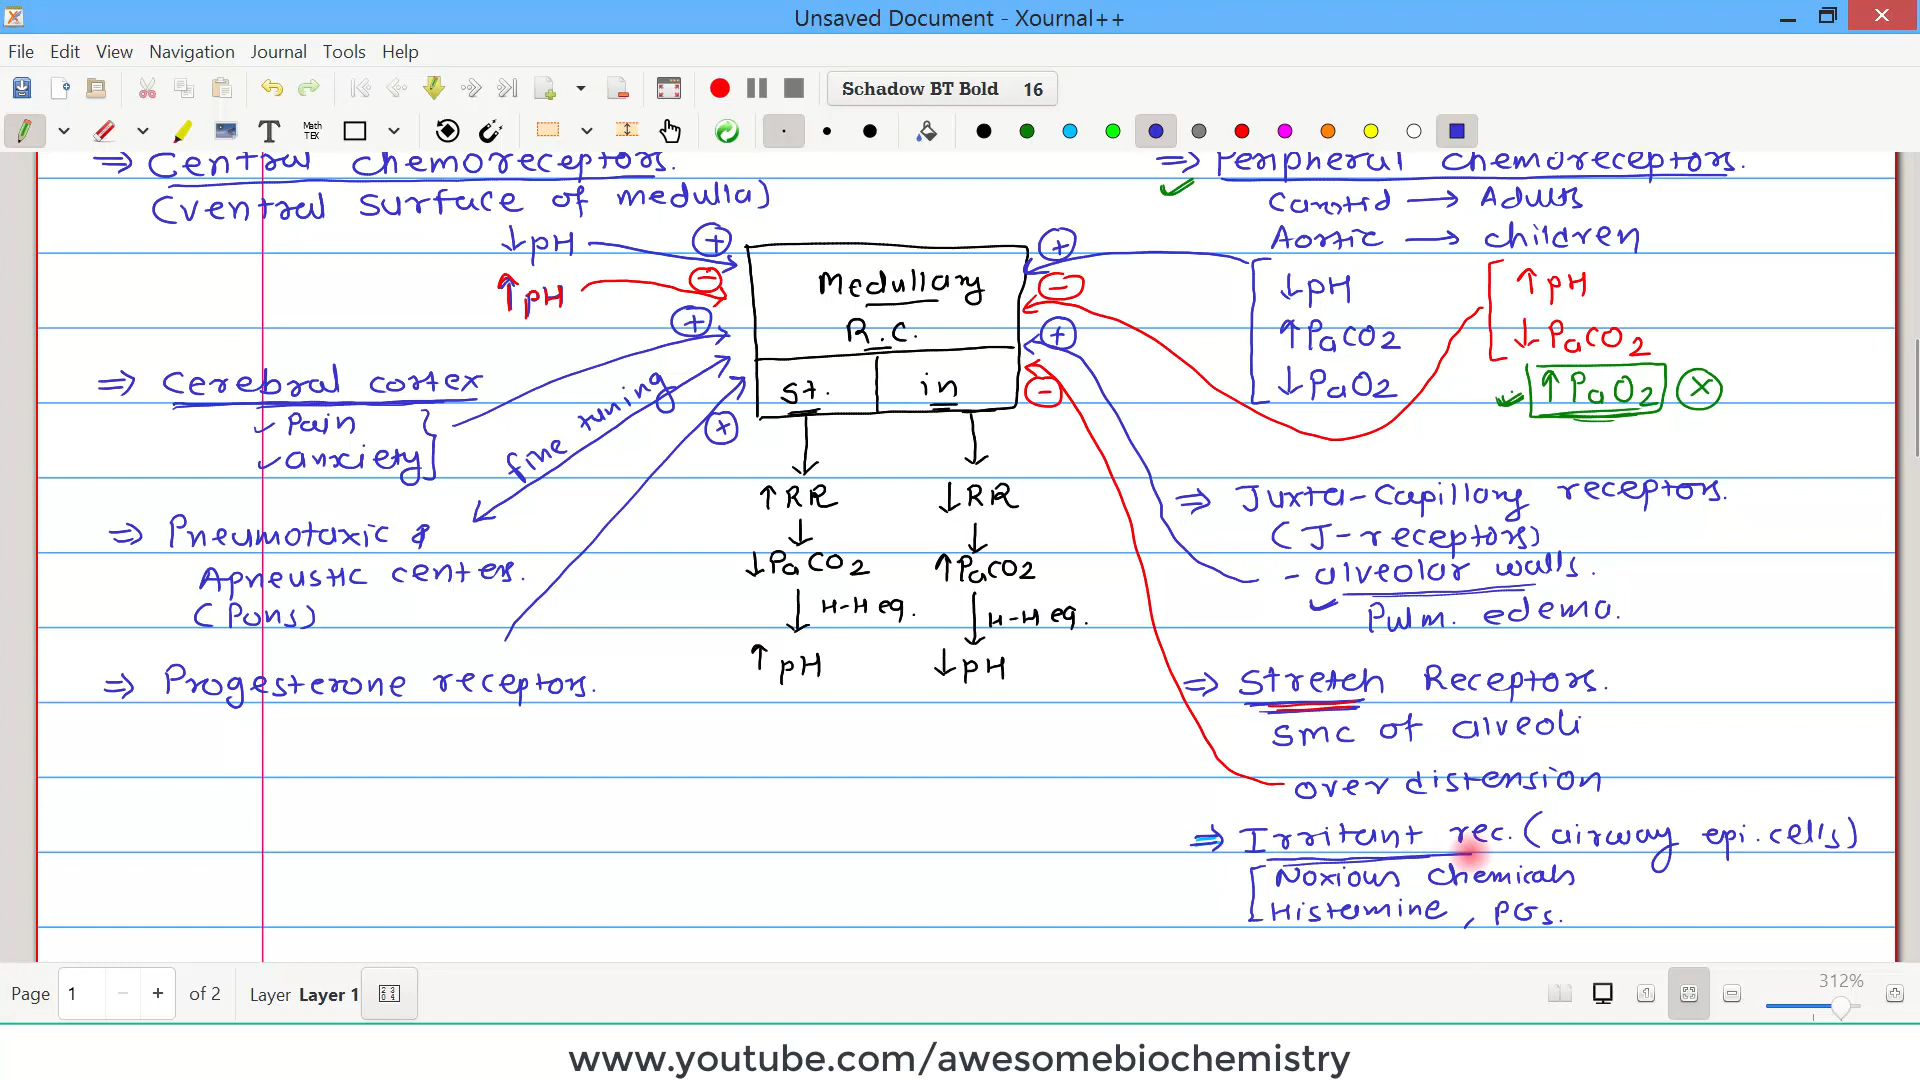 Unsaved Document - Xournal++
File Edit View Navigation Journal Tools Help
Schadow BT Bold 16
Math TEX
⇒ Central chemoreceptors.
(ventral surface of medulla)
↓pH ⊕
↑pH ⊖
⊕
⇒ Cerebral cortex
✓ Pain
✓ anxiety
fine tuning
⊕
⇒ Pneumotaxic &
Apneustic centers.
(Pons)
⇒ Progesterone receptors.
Medullary
R.C.
st. in
↑RR ↓RR
↓PaCO2 ↑PaCO2
H-H eq. H-H eq.
↑pH ↓pH
⇒ Peripheral chemoreceptors.
✓ Carotid → Adults
Aortic → children
⊕ ↓pH ↑pH
⊖ ↑PaCO2 ↓PaCO2
⊕ ↓PaO2 ✓ ↑PaO2 ⊗
⊖
⇒ Juxta-Capillary receptors.
(J-receptors)
- alveolar walls.
✓ Pulm. edema.
⇒ Stretch Receptors.
smc of alveoli
over distension
⇒ Irritant rec. (airway epi. cells)
Noxious chemicals
Histamine, PGs.
Page 1 of 2 Layer Layer 1
312%
www.youtube.com/awesomebiochemistry